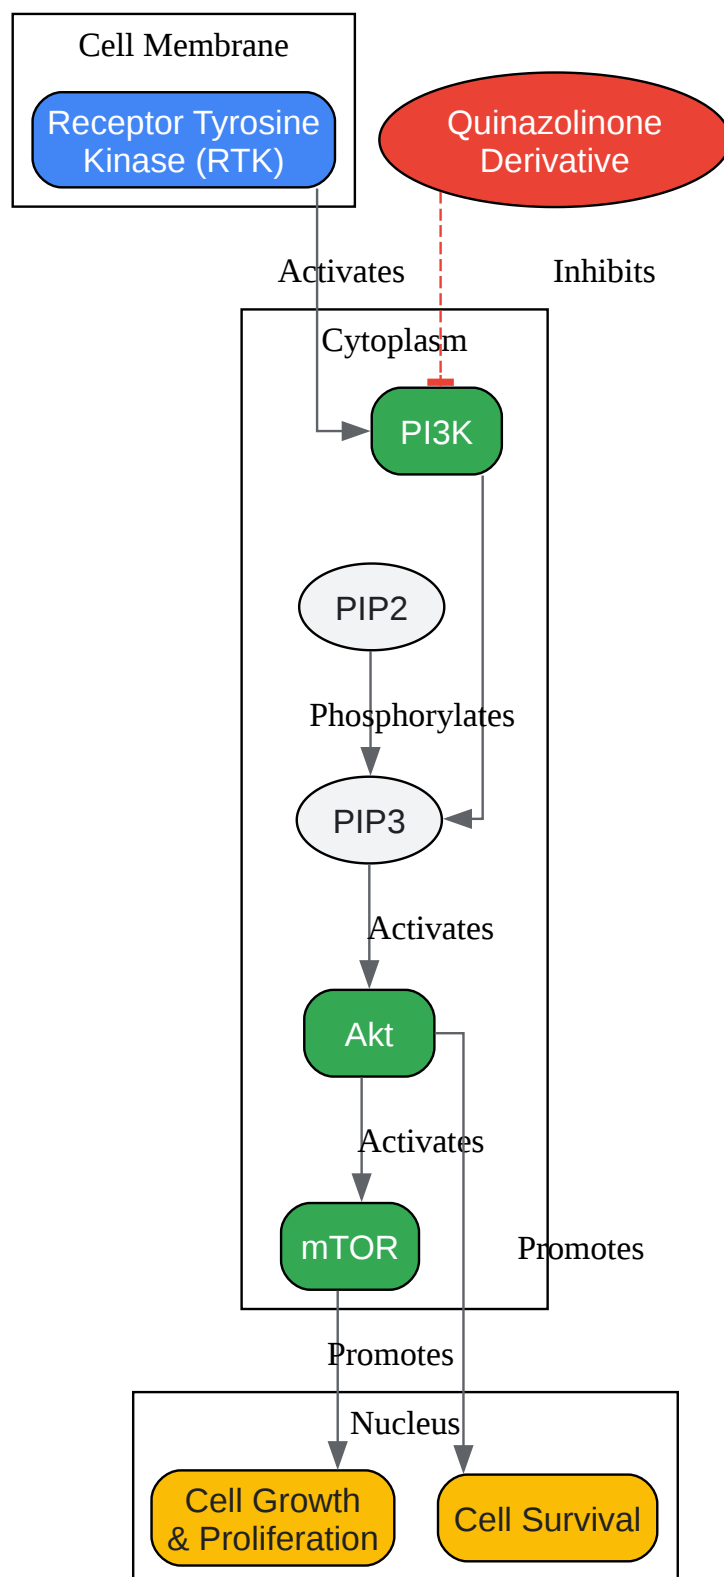 Cell Membrane
Receptor Tyrosine
Kinase (RTK)
Quinazolinone
Derivative
Activates
Inhibits
Cytoplasm
PI3K
PIP2
Phosphorylates
PIP3
Activates
Akt
Activates
mTOR
Promotes
Promotes
Nucleus
Cell Growth
& Proliferation
Cell Survival